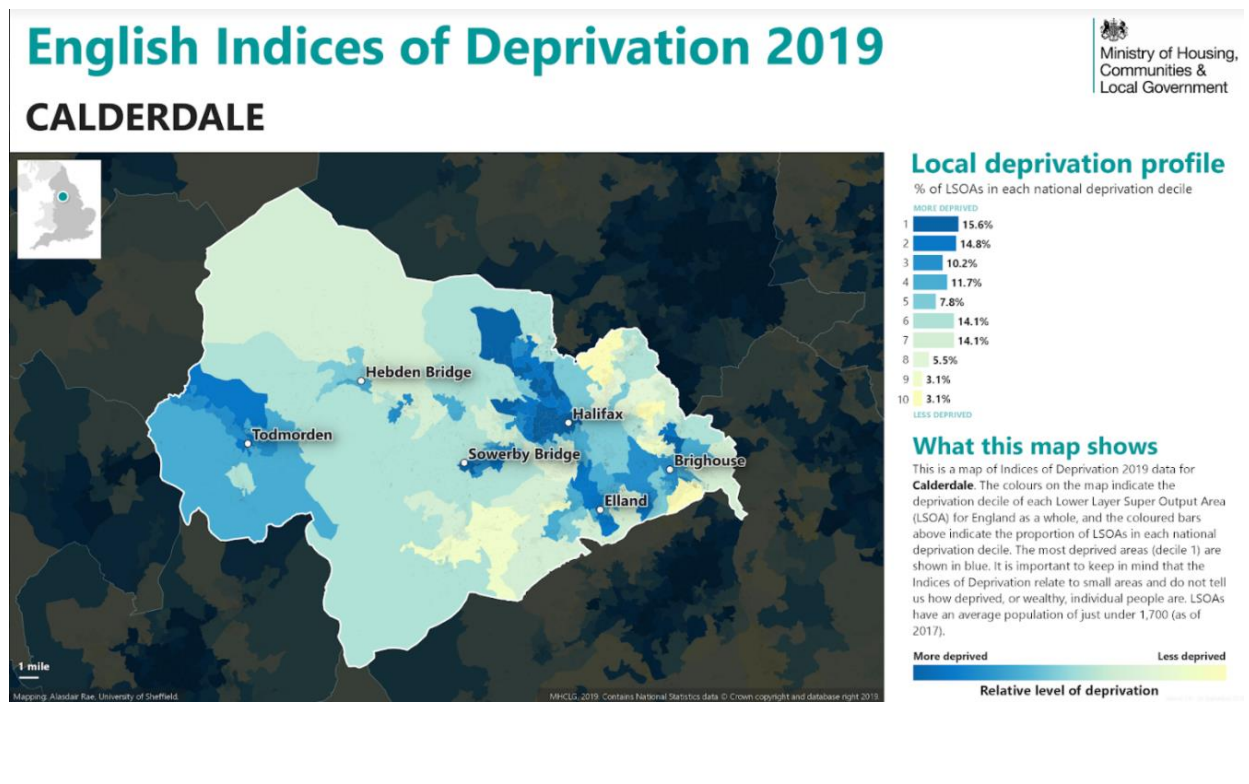 English Indices of Deprivation 2019
CALDERDALE
Ministry of Housing,
Communities &
Local Government
Hebden Bridge
Todmorden
Halifax
Sowerby Bridge
Brighouse
Elland
1 mile
Mapping: Alasdair Rae, University of Sheffield.
MHCLG, 2019. Contains National Statistics data © Crown copyright and database right 2019.
Local deprivation profile
% of LSOAs in each national deprivation decile
MORE DEPRIVED
1 15.6%
2 14.8%
3 10.2%
4 11.7%
5 7.8%
6 14.1%
7 14.1%
8 5.5%
9 3.1%
10 3.1%
LESS DEPRIVED
What this map shows
This is a map of Indices of Deprivation 2019 data for
Calderdale. The colours on the map indicate the
deprivation decile of each Lower Layer Super Output Area
(LSOA) for England as a whole, and the coloured bars
above indicate the proportion of LSOAs in each national
deprivation decile. The most deprived areas (decile 1) are
shown in blue. It is important to keep in mind that the
Indices of Deprivation relate to small areas and do not tell
us how deprived, or wealthy, individual people are. LSOAs
have an average population of just under 1,700 (as of
2017).
More deprived Less deprived
Relative level of deprivation